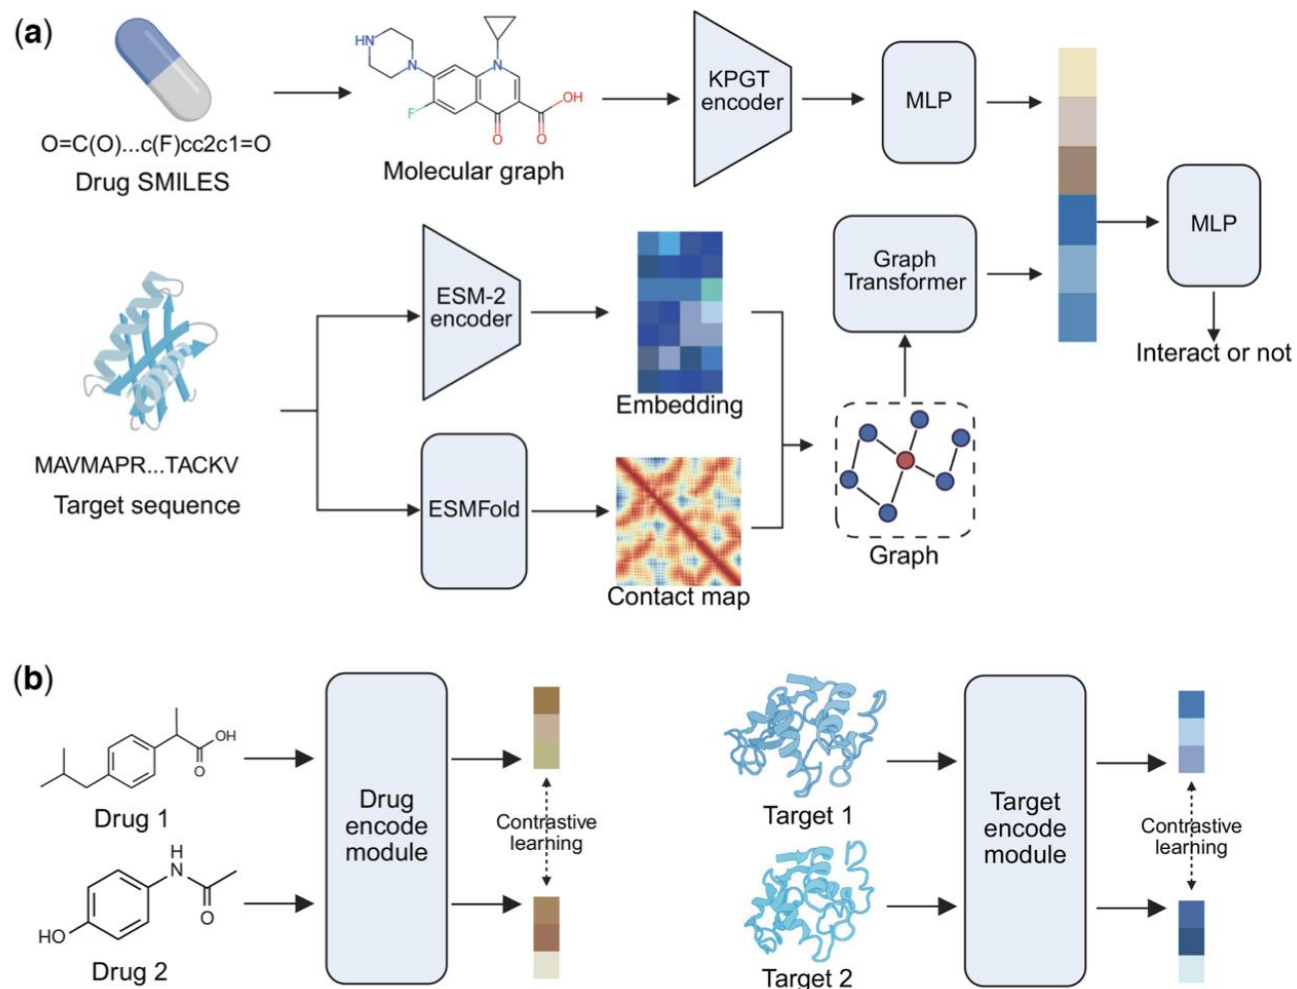 (a)
O=C(O)...c(F)cc2c1=O
Drug SMILES
HN
N
N
F
O
O
OH
Molecular graph
KPGT
encoder
MLP
MLP
Interact or not
MAVMAPR...TACKV
Target sequence
ESM-2
encoder
Embedding
ESMFold
Contact map
Graph
Transformer
Graph
(b)
OH
O
Drug 1
H
N
O
HO
Drug 2
Drug
encode
module
Contrastive
learning
Target 1
Target 2
Target
encode
module
Contrastive
learning